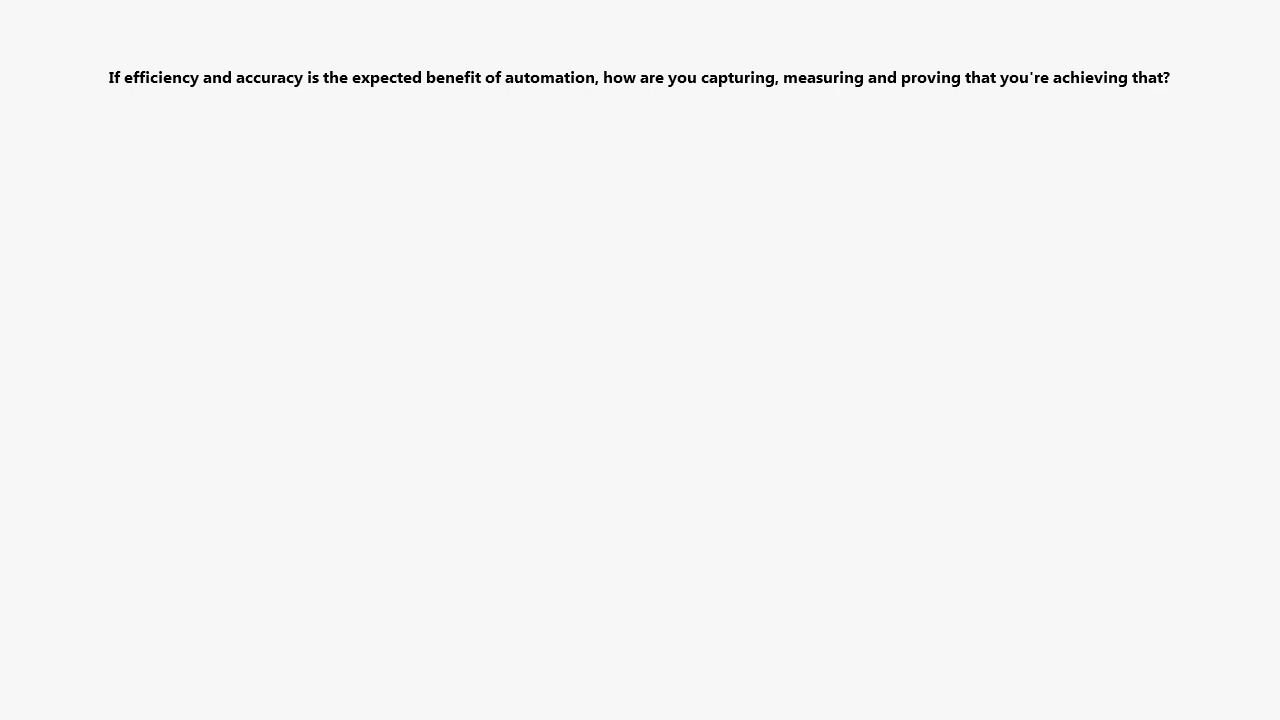 If efficiency and accuracy is the expected benefit of automation, how are you capturing, measuring and proving that you're achieving that?